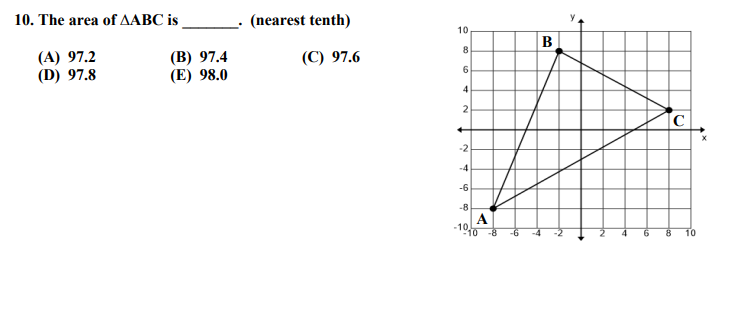 10. The area of ΔABC is ________. (nearest tenth)
(A) 97.2 (B) 97.4 (C) 97.6
(D) 97.8 (E) 98.0
y
10
B
8
6
4
2
C
x
-2
-4
-6
-8
A
-10
-10 -8 -6 -4 -2 2 4 6 8 10